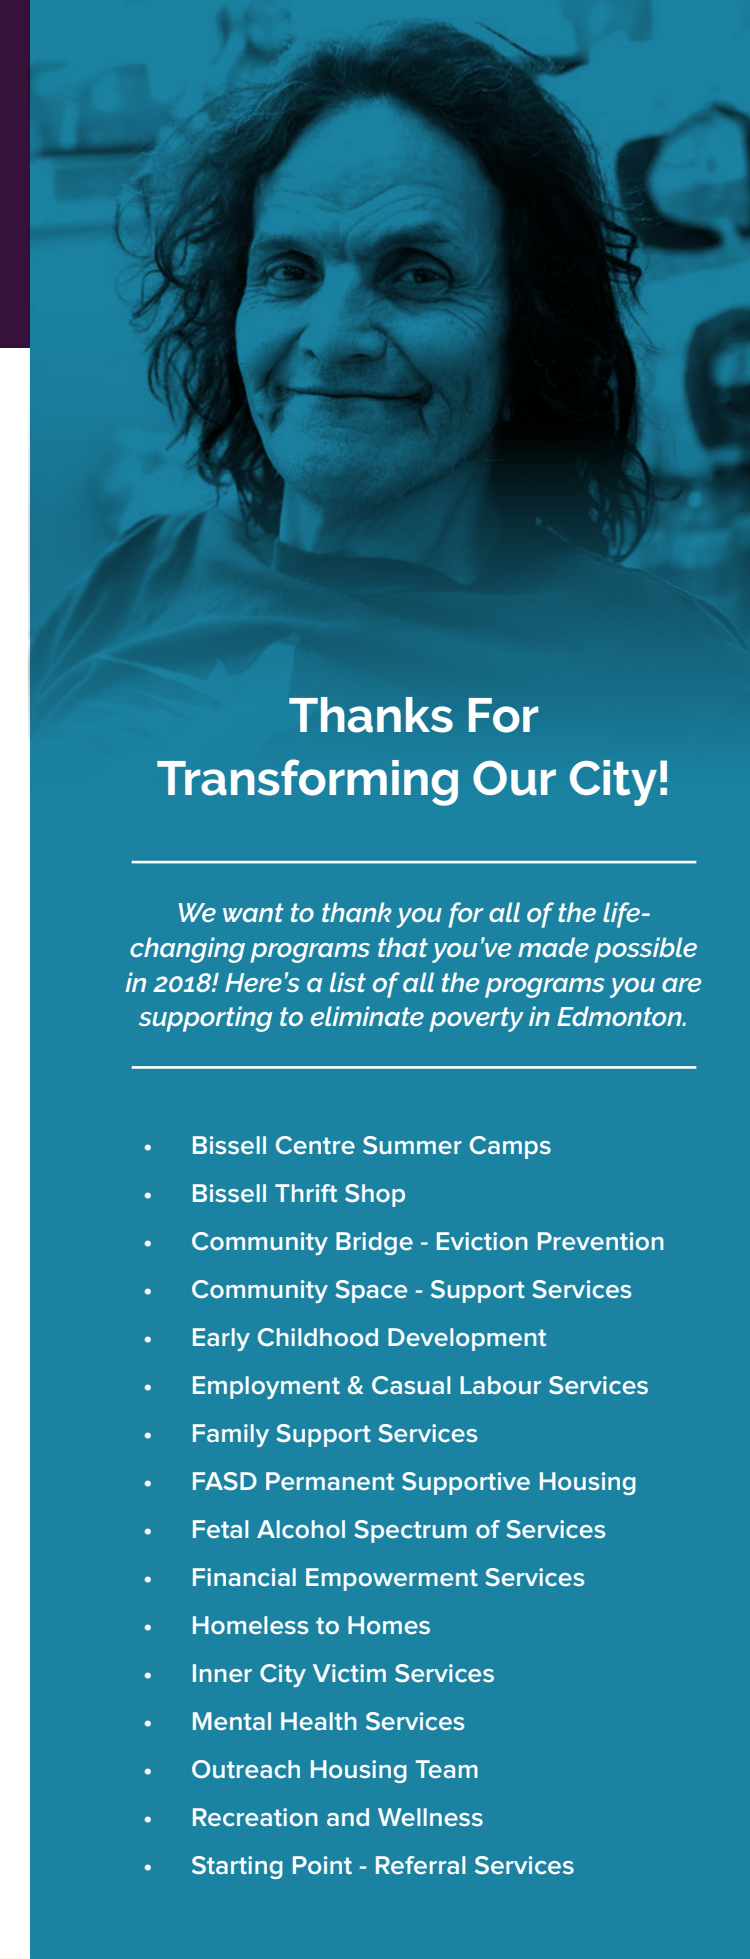 Thanks For
Transforming Our City!
We want to thank you for all of the life-
changing programs that you've made possible
in 2018! Here's a list of all the programs you are
supporting to eliminate poverty in Edmonton.
• Bissell Centre Summer Camps
• Bissell Thrift Shop
• Community Bridge - Eviction Prevention
• Community Space - Support Services
• Early Childhood Development
• Employment & Casual Labour Services
• Family Support Services
• FASD Permanent Supportive Housing
• Fetal Alcohol Spectrum of Services
• Financial Empowerment Services
• Homeless to Homes
• Inner City Victim Services
• Mental Health Services
• Outreach Housing Team
• Recreation and Wellness
• Starting Point - Referral Services